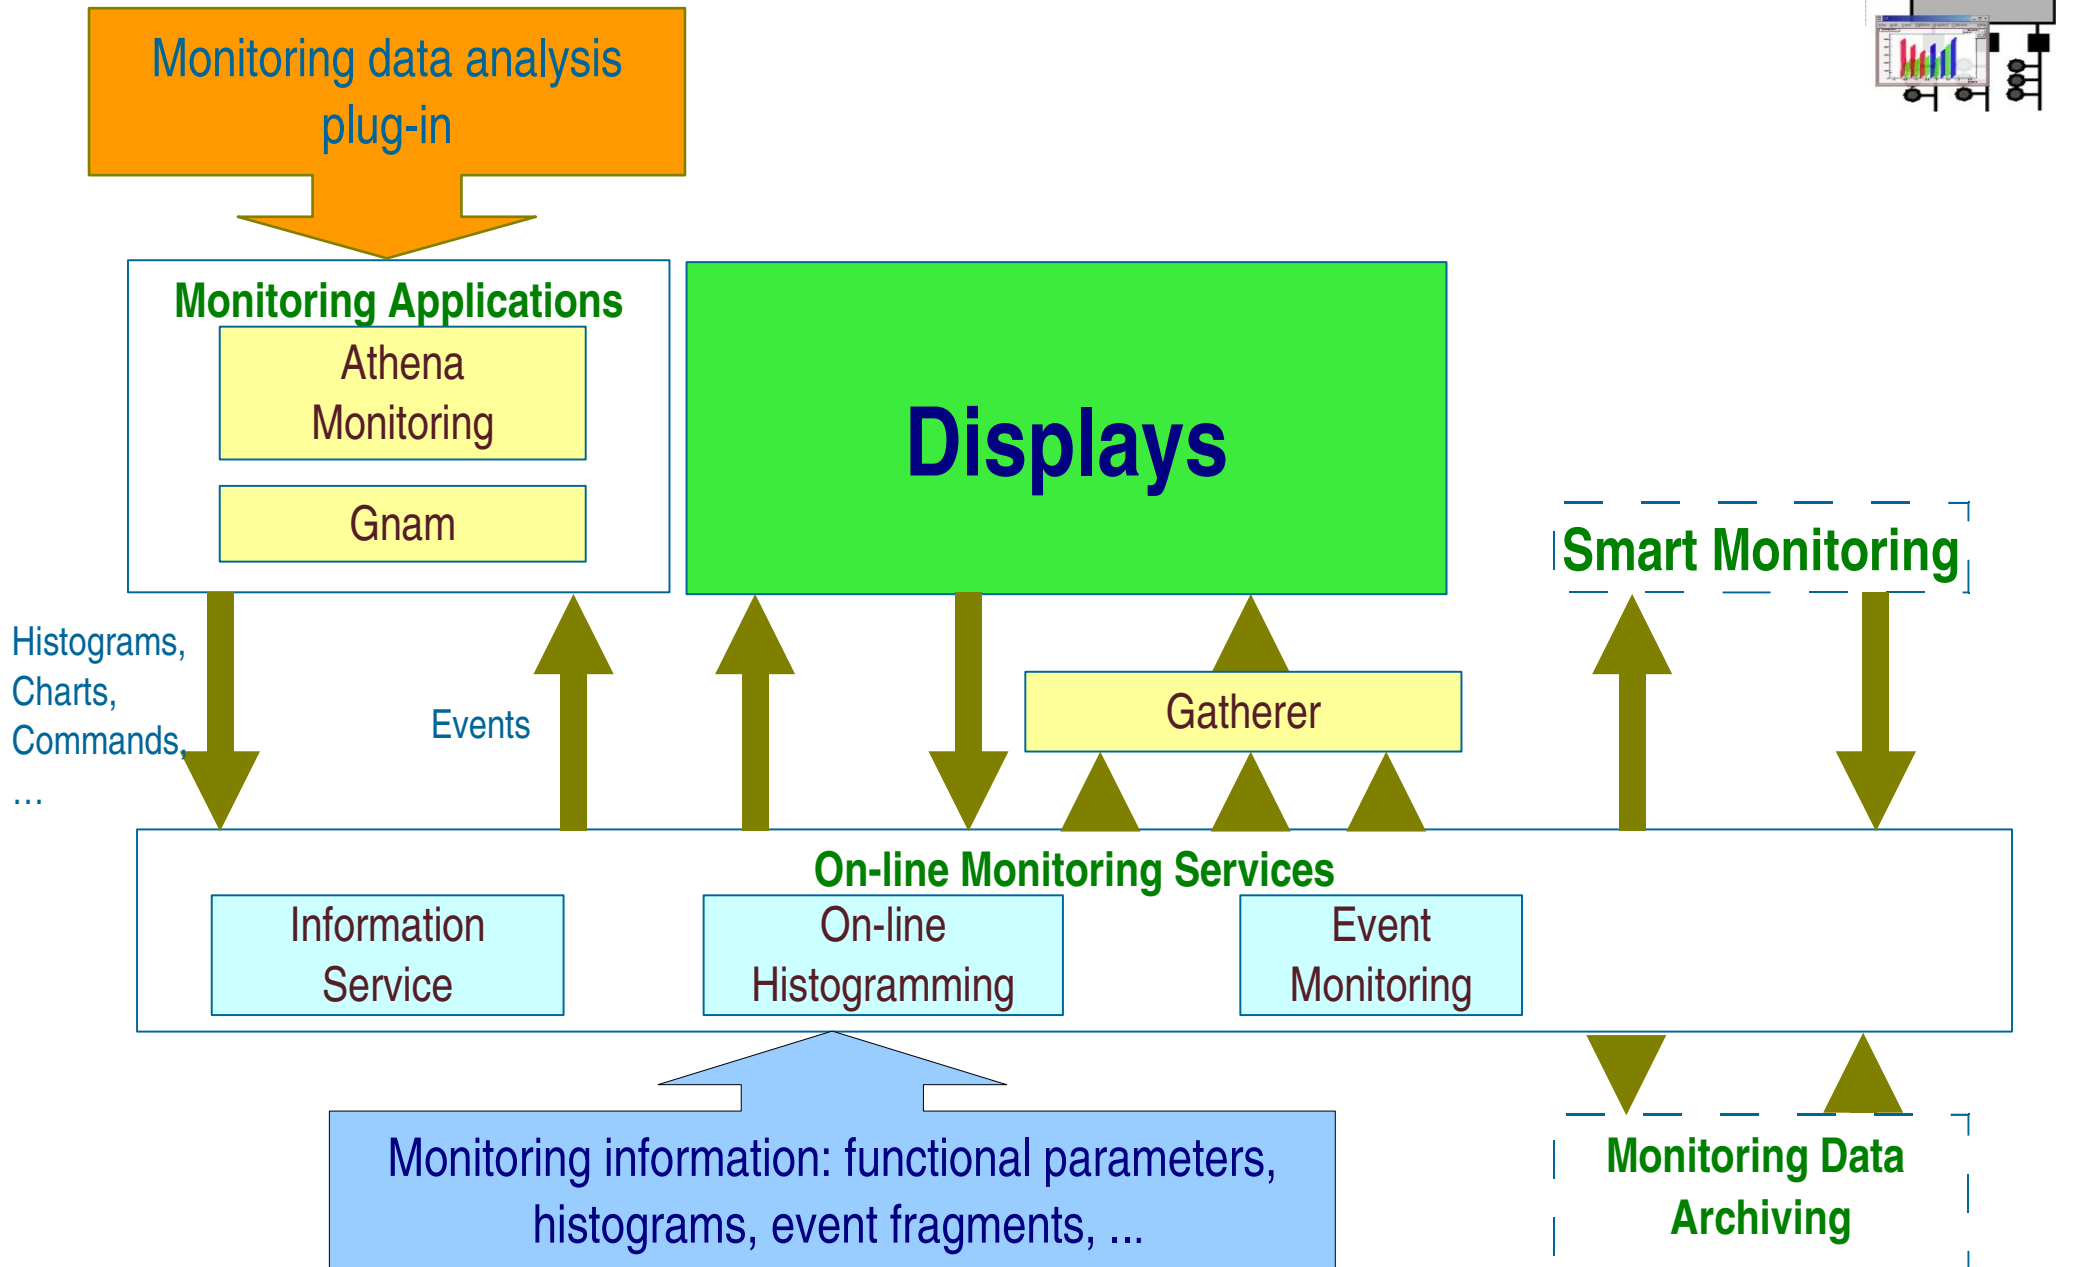 Monitoring data analysis
plug-in
Monitoring Applications
Athena
Monitoring
Gnam
Displays
Smart Monitoring
Histograms,
Charts,
Commands,
…
Events
Gatherer
On-line Monitoring Services
Information
Service
On-line
Histogramming
Event
Monitoring
Monitoring information: functional parameters,
histograms, event fragments, ...
Monitoring Data
Archiving